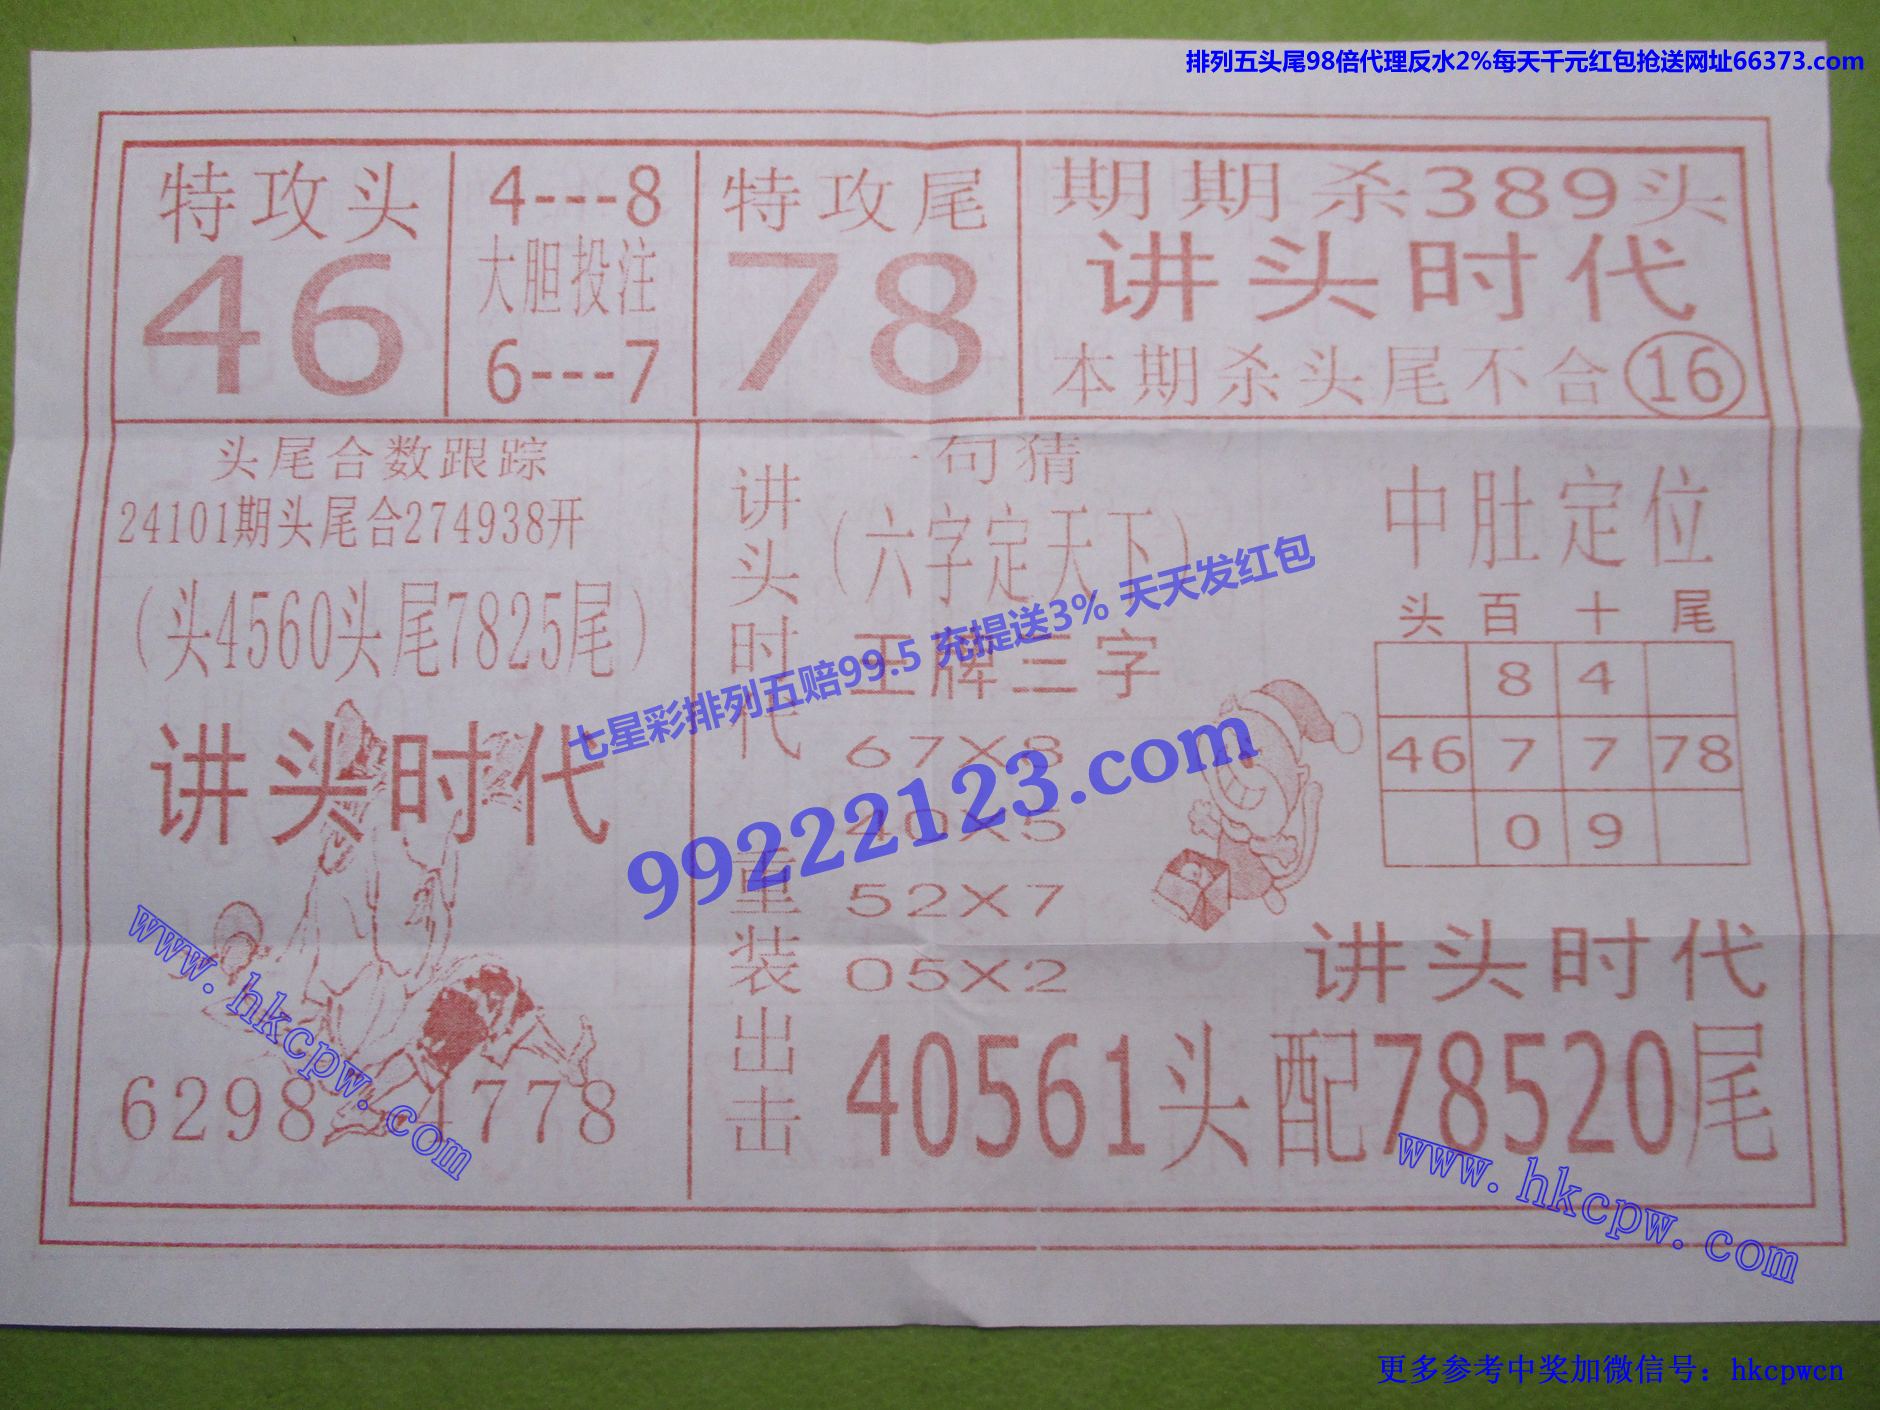 排列五头尾98倍代理反水2%每天千元红包抢送网址66373.com
特攻头
46
4---8
大胆投注
6---7
特攻尾
78
期期杀389头
讲头时代
本期杀头尾不合16
头尾合数跟踪
24101期头尾合274938开
(头4560头尾7825尾)
讲头时代
6298 4778
讲头时代
重装出击
一句猜
(六字定天下)
王牌三字
67X8
40X5
52X7
05X2
中肚定位
头 百 十 尾
8 4
46 7 7 78
0 9
讲头时代
40561头配78520尾
七星彩排列五赔99.5 充提送3% 天天发红包
99222123.com
www.hkcpw.com
www.hkcpw.com
更多参考中奖加微信号：hkcpwcn